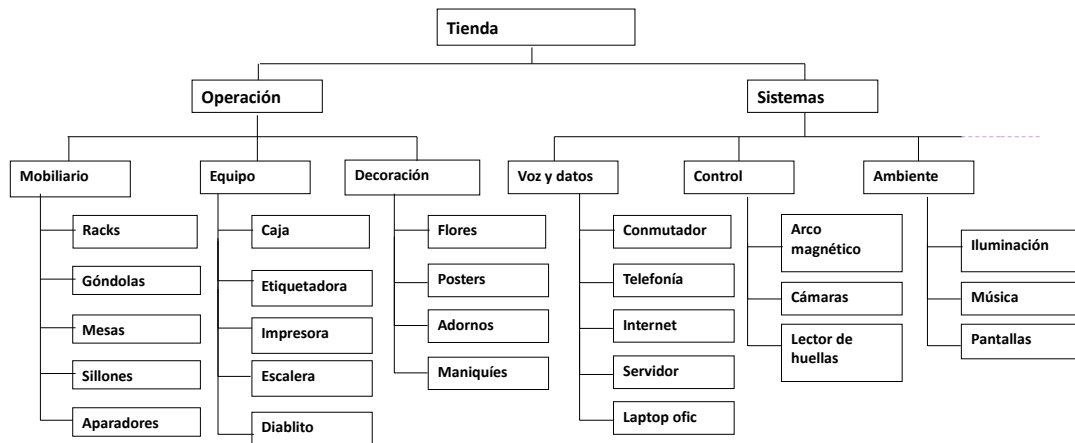 Tienda
Operación
Sistemas
Mobiliario
Equipo
Decoración
Voz y datos
Control
Ambiente
Racks
Góndolas
Mesas
Sillones
Aparadores
Caja
Etiquetadora
Impresora
Escalera
Diablito
Flores
Posters
Adornos
Maniquíes
Conmutador
Telefonía
Internet
Servidor
Laptop ofic
Arco
magnético
Cámaras
Lector de
huellas
Iluminación
Música
Pantallas